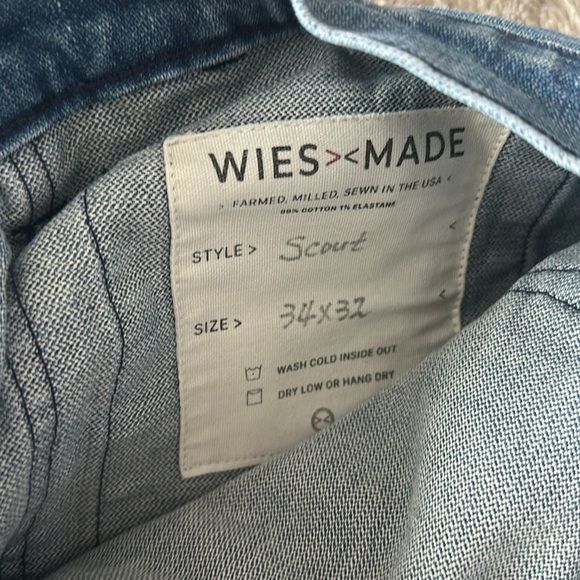 WIES><MADE
> FARMED, MILLED, SEWN IN THE USA <
99% COTTON 1% ELASTANE
STYLE > Scout <
SIZE > 34x32 <
WASH COLD INSIDE OUT
DRY LOW OR HANG DRY